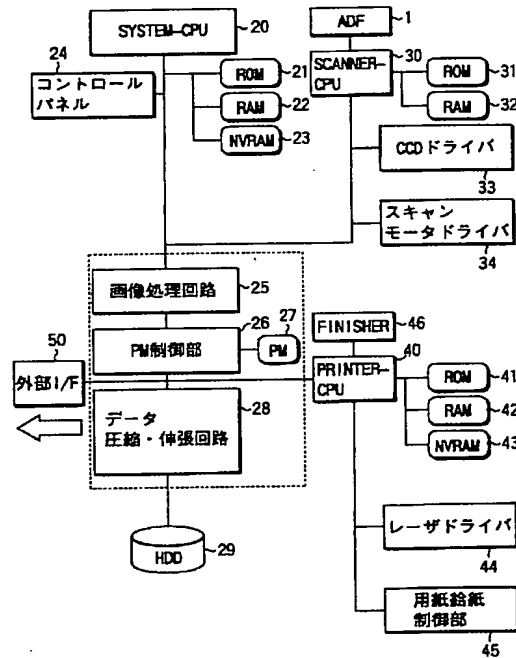 SYSTEM-CPU
20
ADF
1
24
コントロール
パネル
ROM
21
RAM
22
NVRAM
23
30
SCANNER-
CPU
ROM
31
RAM
32
CCDドライバ
33
スキャン
モータドライバ
34
画像処理回路
25
26
27
PM制御部
PM
50
外部I/F
28
データ
圧縮・伸張回路
HDD
29
FINISHER
46
40
PRINTER-
CPU
ROM
41
RAM
42
NVRAM
43
レーザドライバ
44
用紙給紙
制御部
45